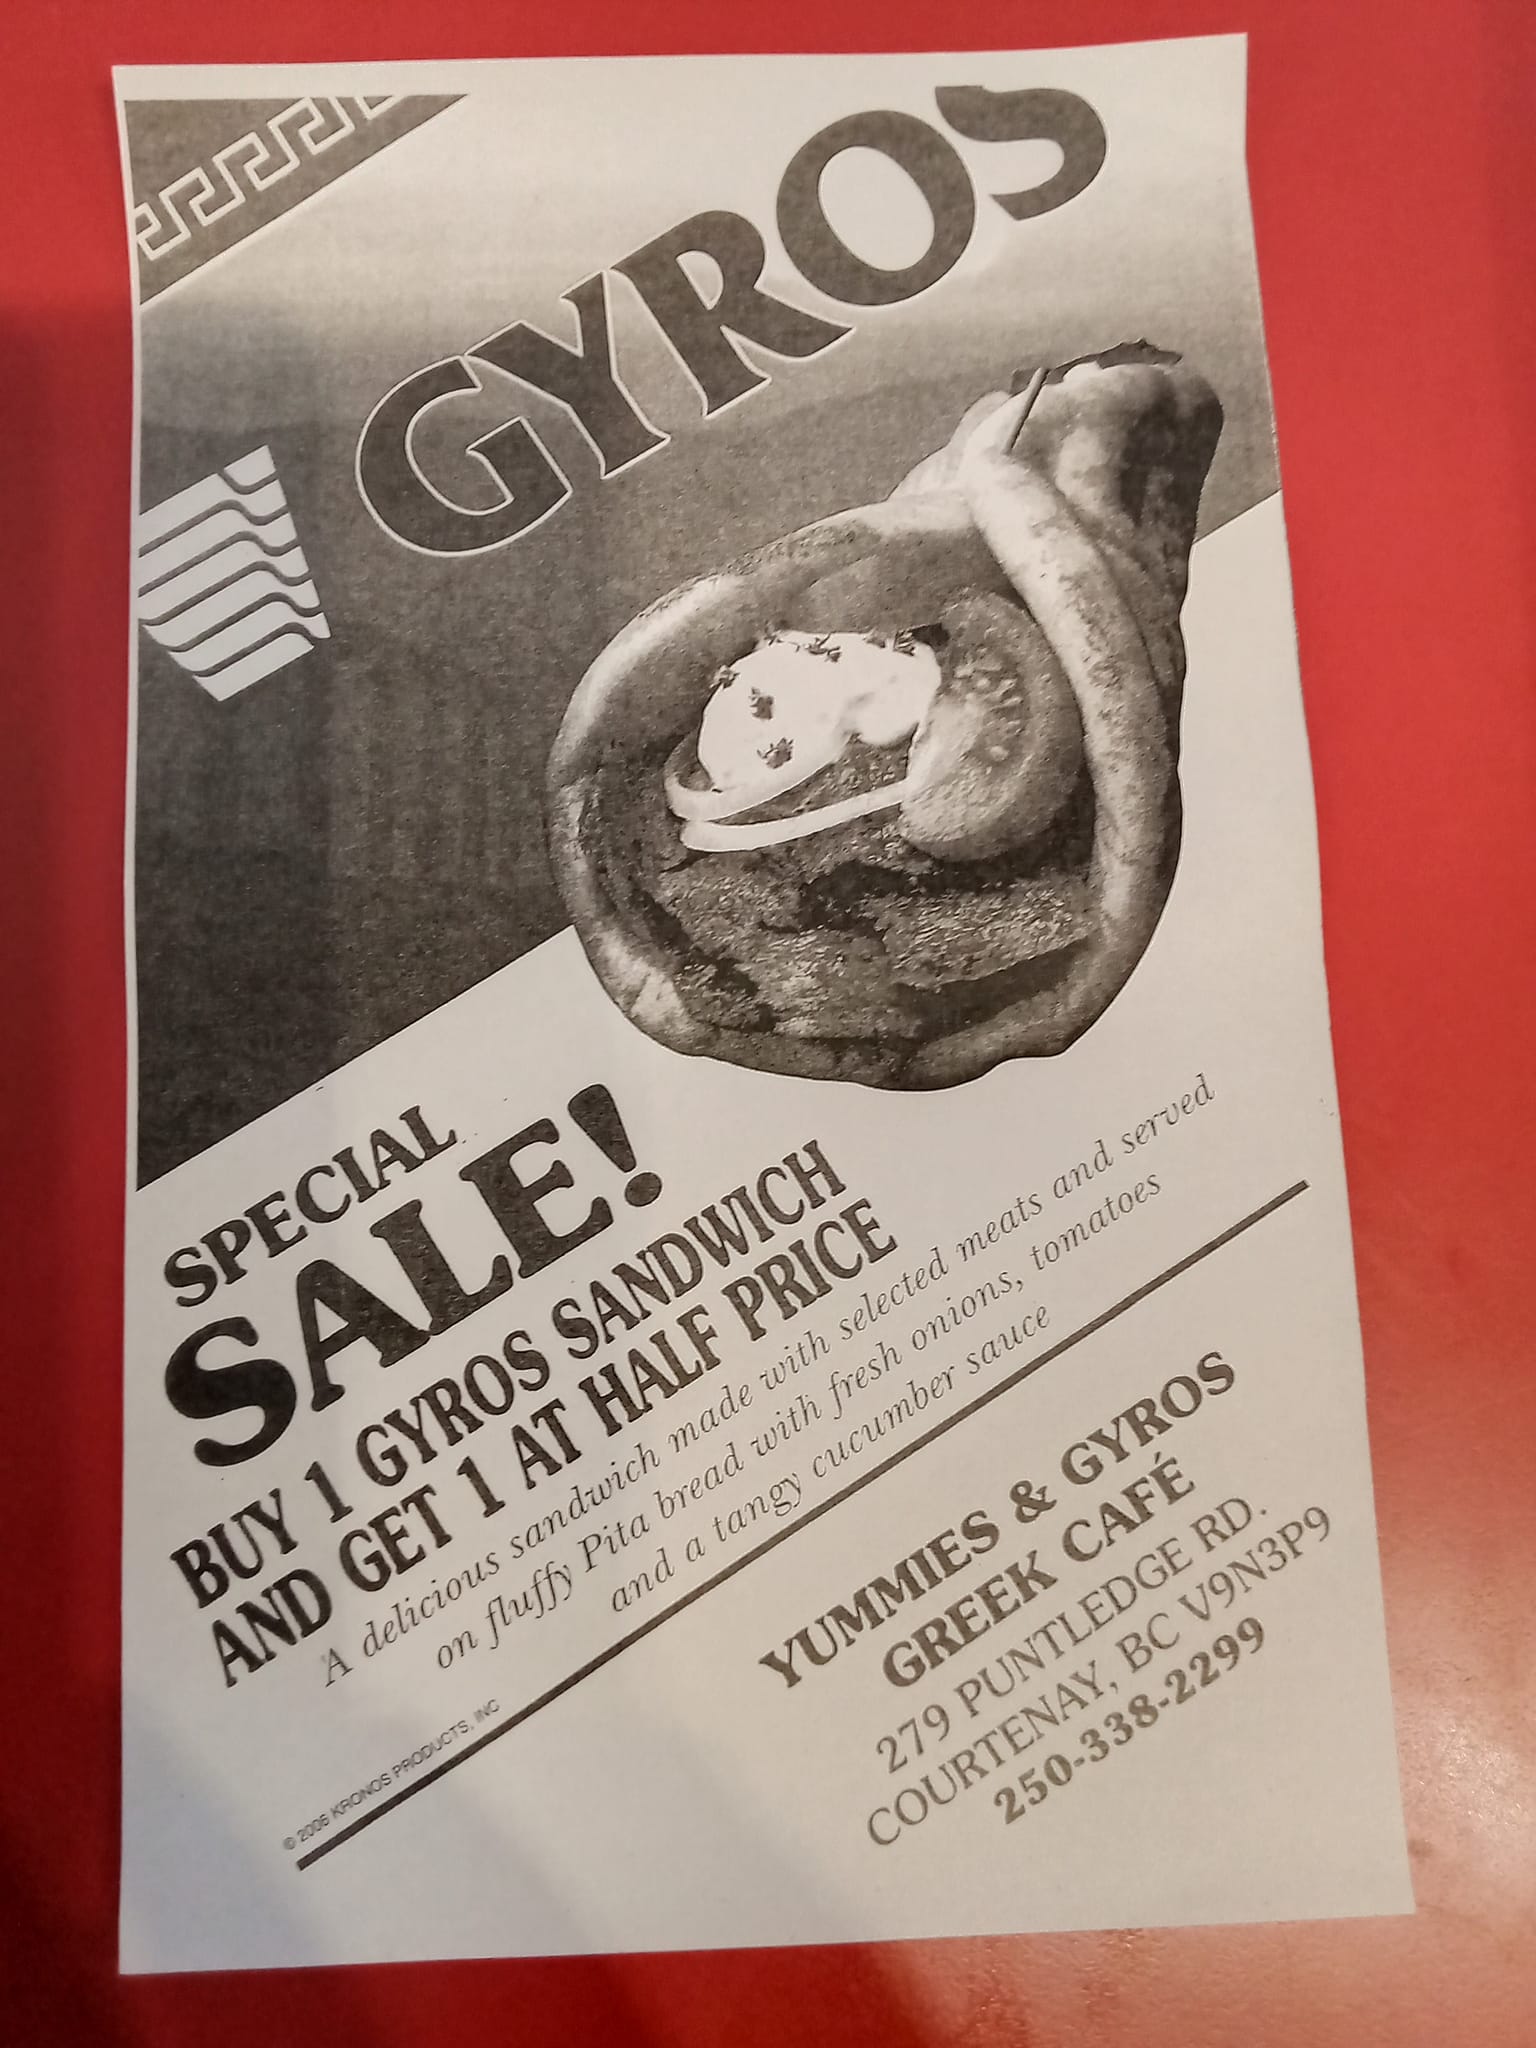 GYROS
SPECIAL
SALE!
BUY 1 GYROS SANDWICH
AND GET 1 AT HALF PRICE
A delicious sandwich made with selected meats and served
on fluffy Pita bread with fresh onions, tomatoes
and a tangy cucumber sauce
© 2006 KRONOS PRODUCTS, INC
YUMMIES & GYROS
GREEK CAFÉ
279 PUNTLEDGE RD.
COURTENAY, BC V9N3P9
250-338-2299